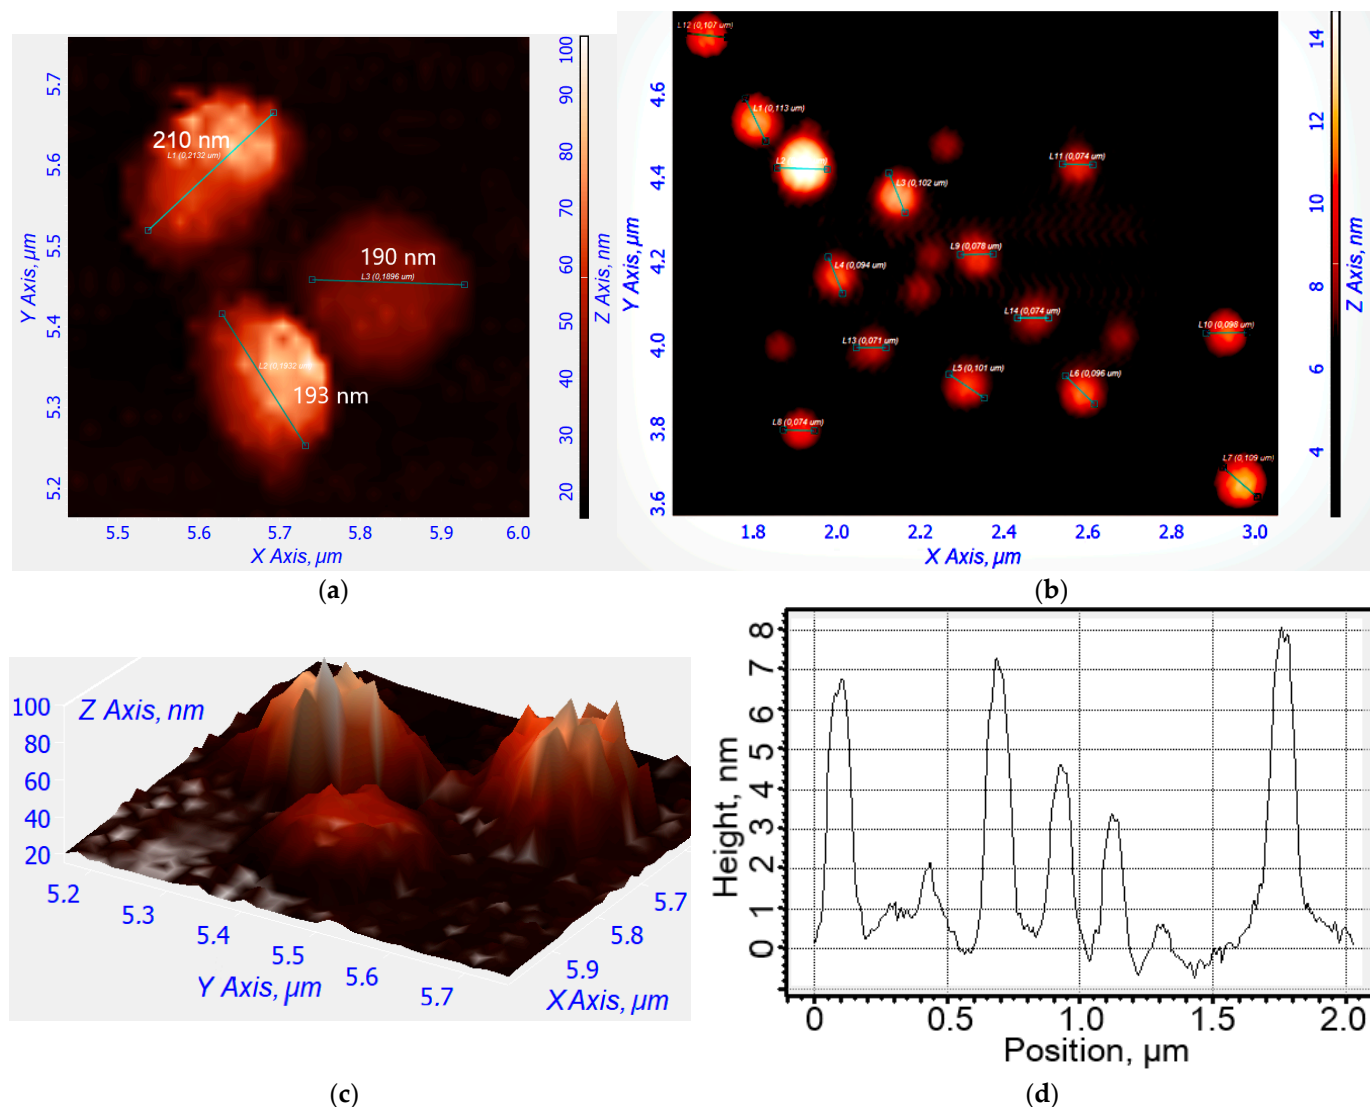 210 nm
L1 (0,2132 um)
190 nm
L3 (0,1896 um)
L2 (0,1932 um)
193 nm
Y Axis, µm
5.7
5.6
5.5
5.4
5.3
5.2
5.5 5.6 5.7 5.8 5.9 6.0
X Axis, µm
100
90
80
70
60
50
40
30
20
Z Axis, nm
(a)
L12 (0,107 um)
L1 (0,113 um)
L2
L3 (0,102 um)
L11 (0,074 um)
L9 (0,078 um)
L4 (0,094 um)
L14 (0,074 um)
L10 (0,098 um)
L13 (0,071 um)
L5 (0,101 um)
L6 (0,096 um)
L8 (0,074 um)
L7 (0,109 um)
Y Axis, µm
4.6
4.4
4.2
4.0
3.8
3.6
1.8 2.0 2.2 2.4 2.6 2.8 3.0
X Axis, µm
14
12
10
8
6
4
Z Axis, nm
(b)
Z Axis, nm
100
80
60
40
20
5.2
5.3
5.4
5.5
5.6
5.7
Y Axis, µm
5.7
5.8
5.9
X Axis, µm
(c)
Height, nm
8
7
6
5
4
3
2
1
0
0 0.5 1.0 1.5 2.0
Position, µm
(d)